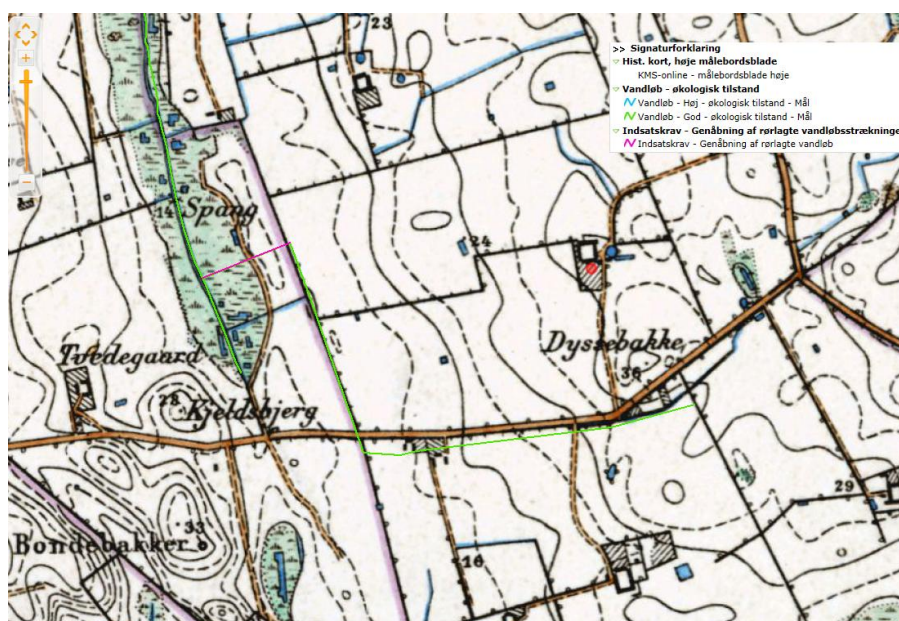 23
>> Signaturforklaring
Hist. kort, høje målebordsblade
KMS-online - målebordsblade høje
Vandløb - økologisk tilstand
Vandløb - Høj - økologisk tilstand - Mål
Vandløb - God - økologisk tilstand - Mål
Indsatskrav - Genåbning af rørlagte vandløbsstrækninge
Indsatskrav - Genåbning af rørlagte vandløb
14 Spang
24
Tvedegaard
Dyssebakke
36
28
Kjeldsbjerg
29
33
Bondebakker
16